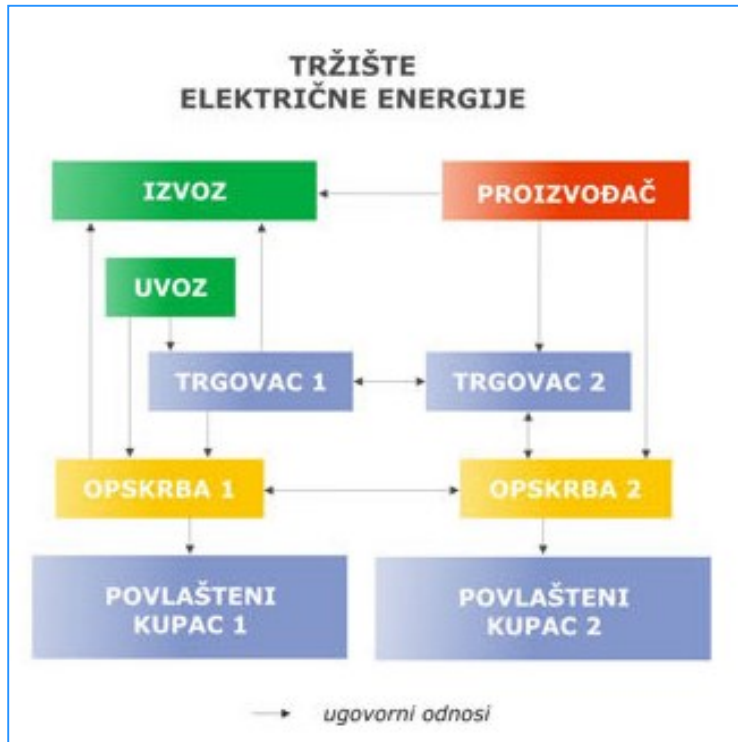 TRŽIŠTE
ELEKTRIČNE ENERGIJE
IZVOZ
PROIZVOĐAČ
UVOZ
TRGOVAC 1
TRGOVAC 2
OPSKRBA 1
OPSKRBA 2
POVLAŠTENI
KUPAC 1
POVLAŠTENI
KUPAC 2
ugovorni odnosi